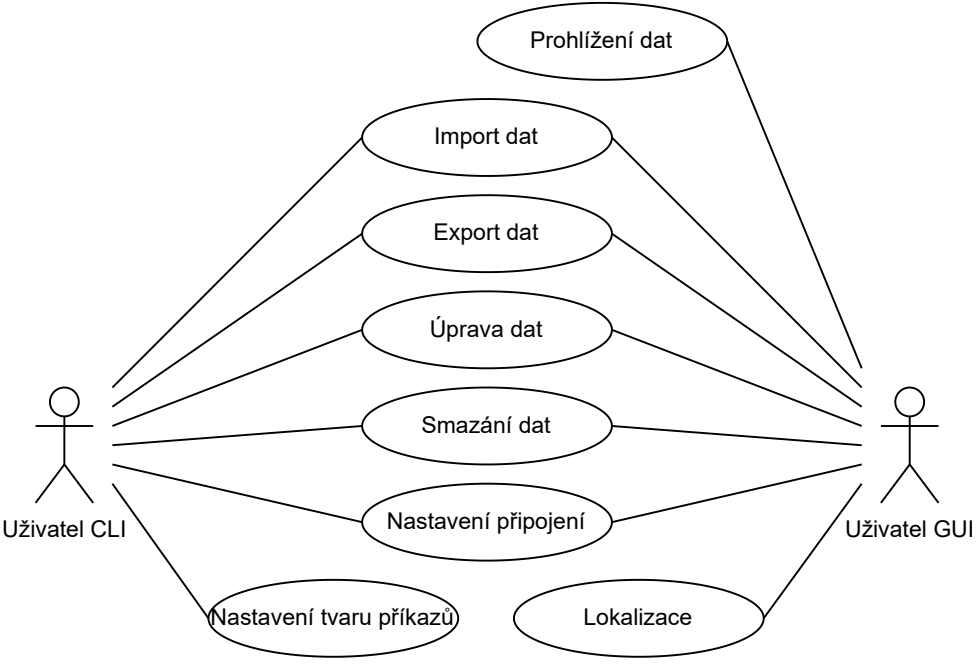 Prohlížení dat
Import dat
Export dat
Úprava dat
Smazání dat
Nastavení připojení
Uživatel CLI
Uživatel GUI
Nastavení tvaru příkazů
Lokalizace